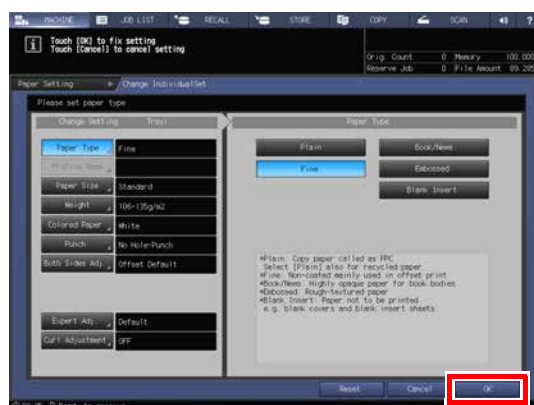 MACHINE JOB LIST RECALL STORE COPY SCAN ?
i Touch [OK] to fix setting
Touch [Cancel] to cancel setting
Orig. Count 0 Memory 100.000
Reserve Job 0 File Amount
Paper Setting Change IndividualSet
Please set paper type
Change Setting Paper Type
Paper Type Fine
Profile Name
Paper Size Standard
Weight 106-135g/m2
Colored Paper White
Punch No Hole-Punch
Both Sides Adj. Offset Default
Expert Adj. Default
Curl Adjustment OFF
Plain Book/News
Fine Embossed
Blank Insert
*Plain: Copy paper called as PPC
Select [Plain] also for recycled paper
*Fine: Non-coated mainly used in offset print
*Book/News: Highly opaque paper for book bodies
*Embossed: Rough-textured paper
*Blank Insert: Paper not to be printed
e.g. blank covers and blank insert sheets
Reset Cancel OK